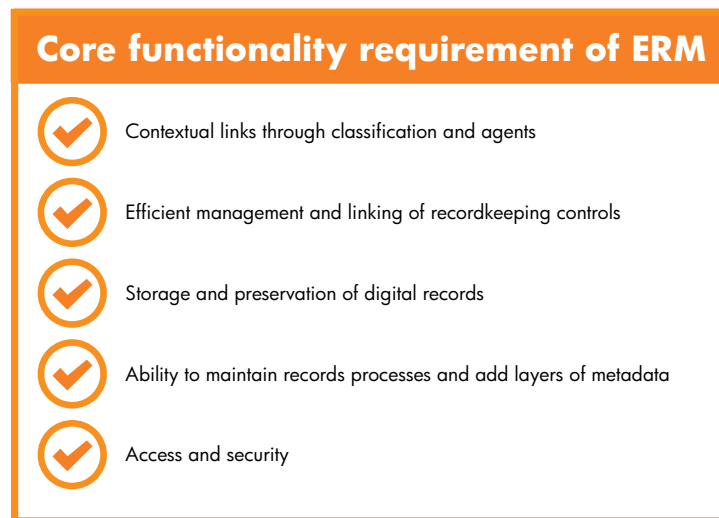 Core functionality requirement of ERM
Contextual links through classification and agents
Efficient management and linking of recordkeeping controls
Storage and preservation of digital records
Ability to maintain records processes and add layers of metadata
Access and security